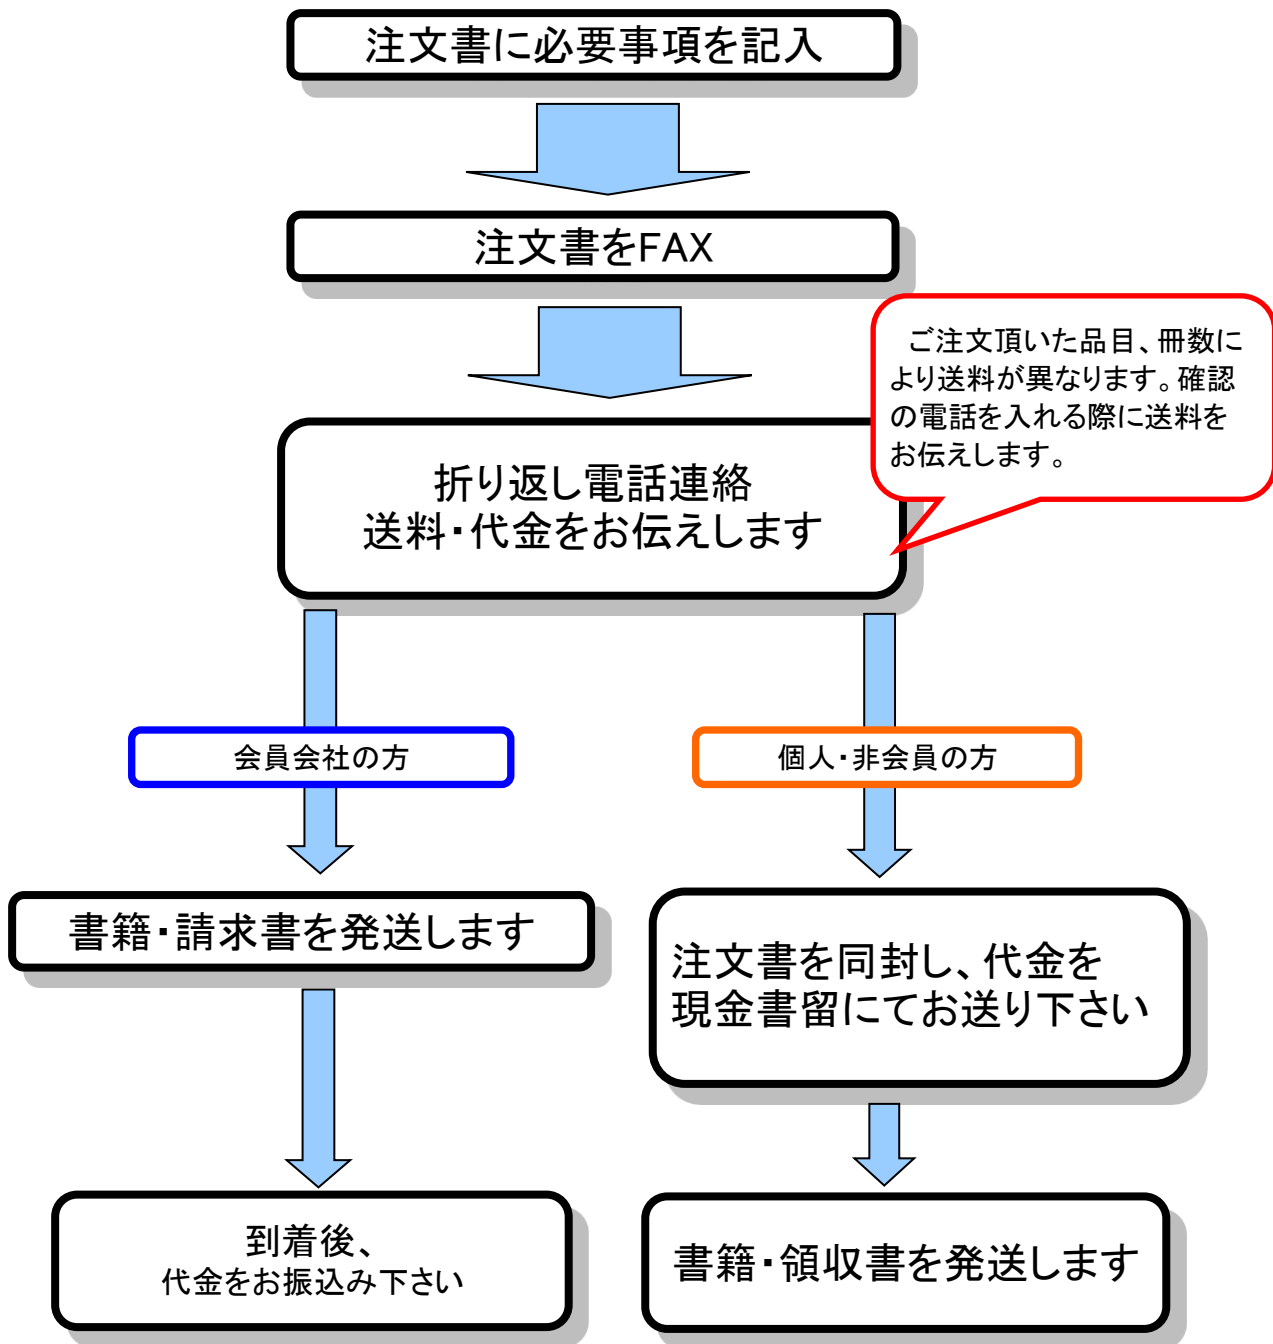 注文書に必要事項を記入
注文書をFAX
ご注文頂いた品目、冊数に
より送料が異なります。確認
の電話を入れる際に送料を
お伝えします。
折り返し電話連絡
送料・代金をお伝えします
会員会社の方
個人・非会員の方
書籍・請求書を発送します
注文書を同封し、代金を
現金書留にてお送り下さい
到着後、
代金をお振込み下さい
書籍・領収書を発送します